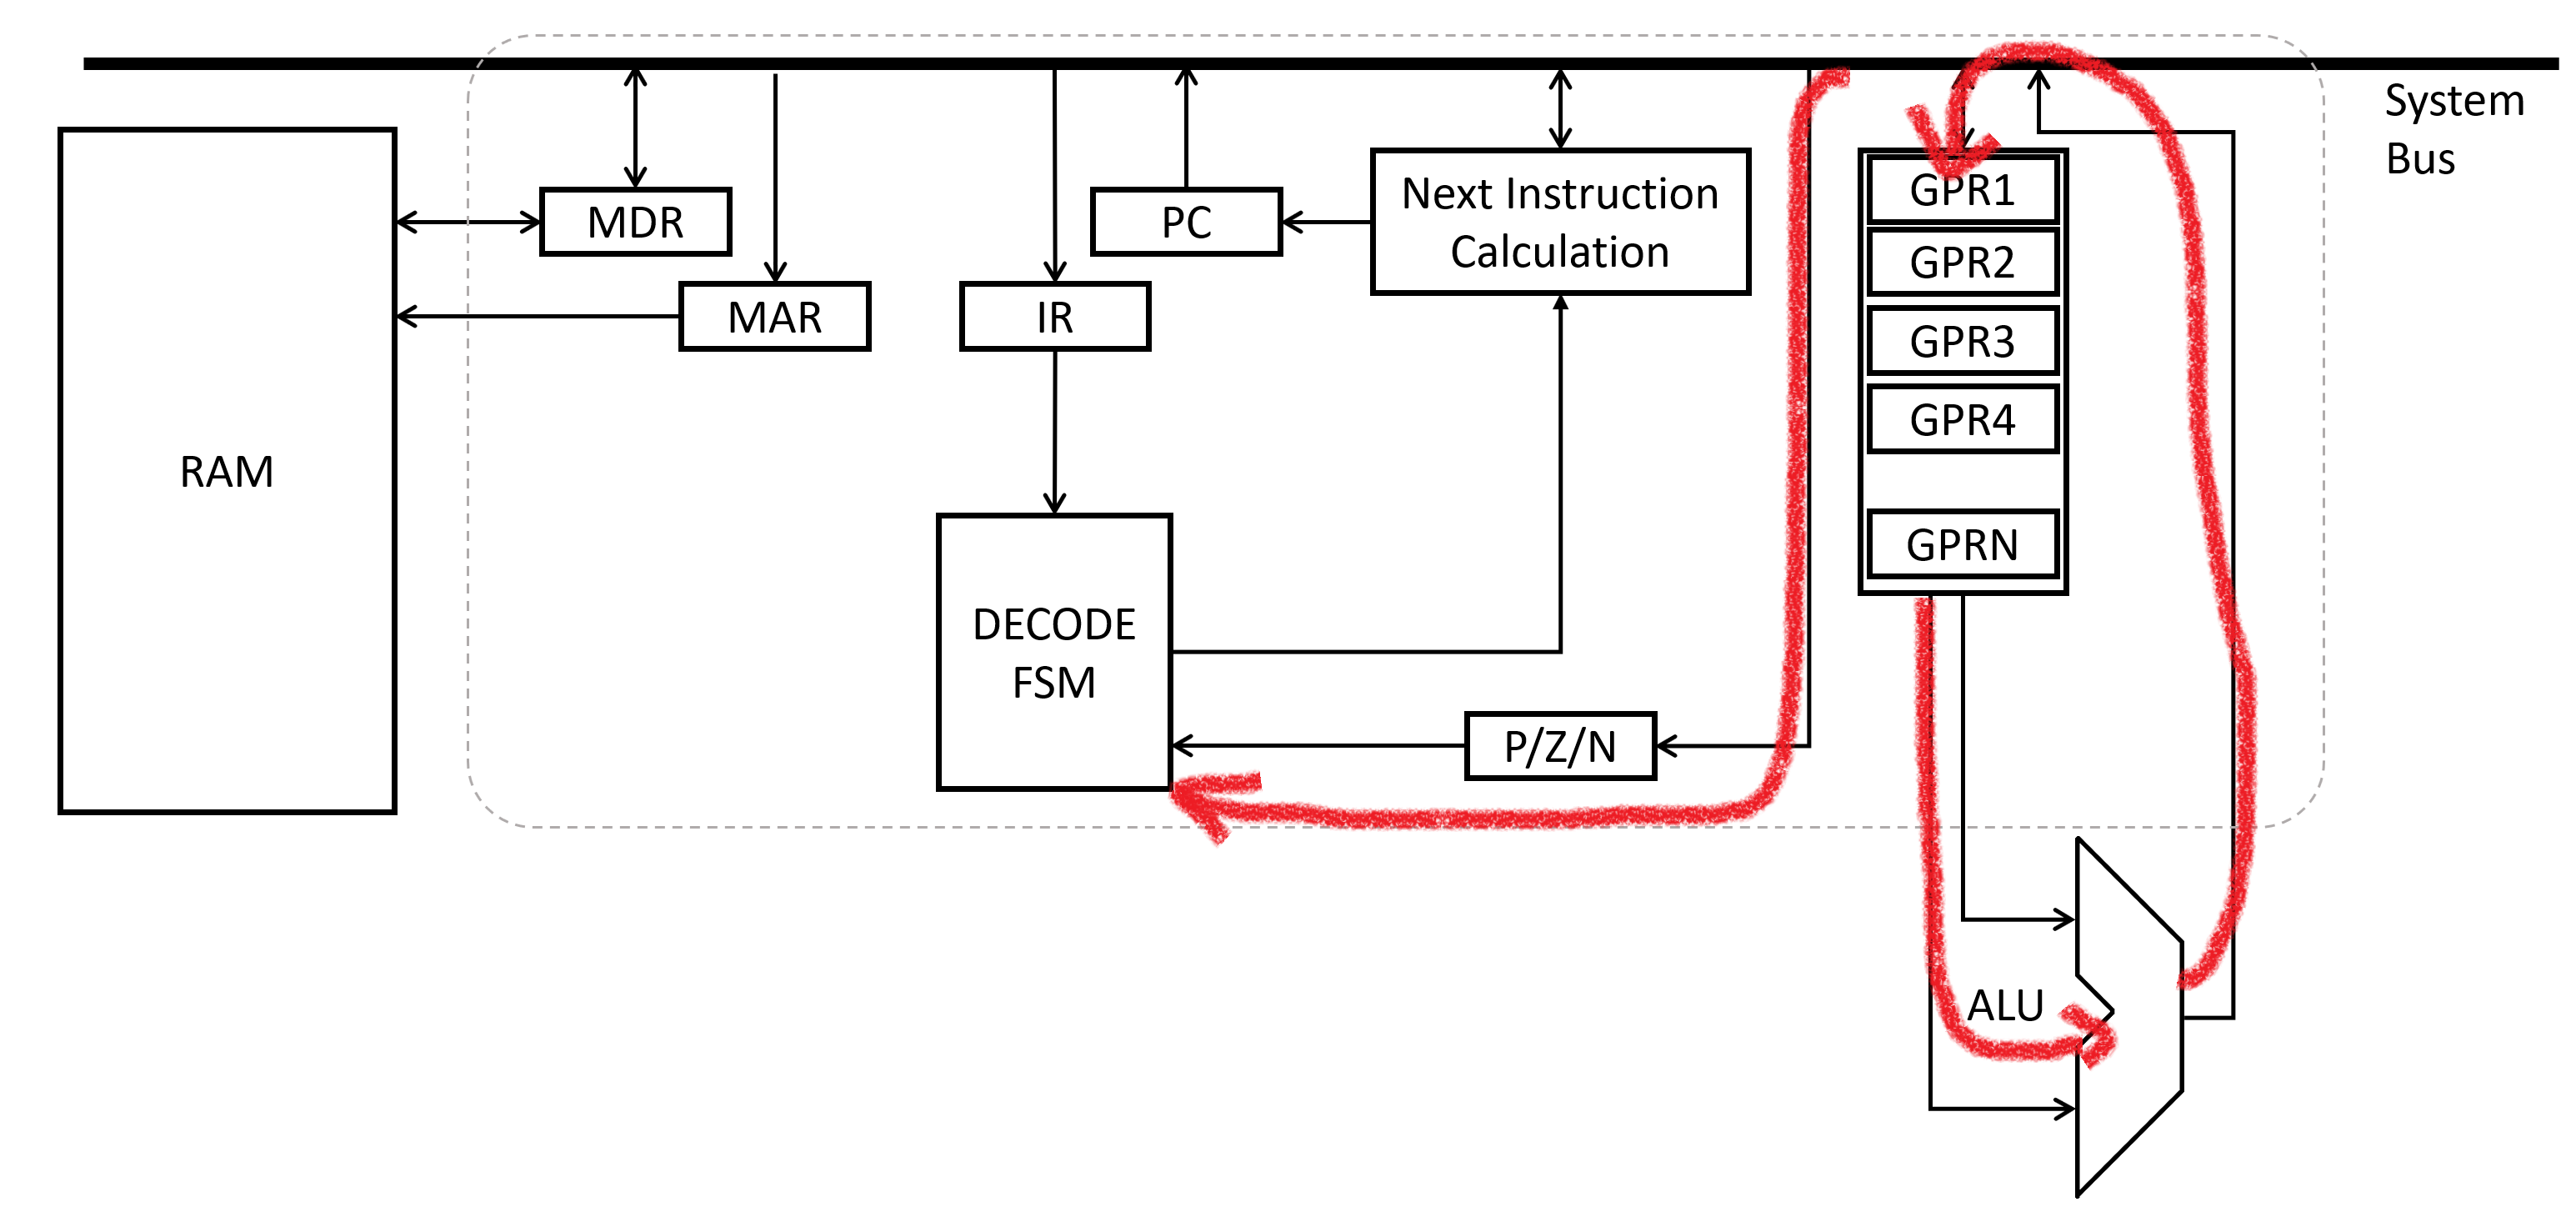 System
Bus
MDR
PC
Next Instruction
Calculation
GPR1
GPR2
MAR
IR
GPR3
GPR4
RAM
GPRN
DECODE
FSM
P/Z/N
ALU